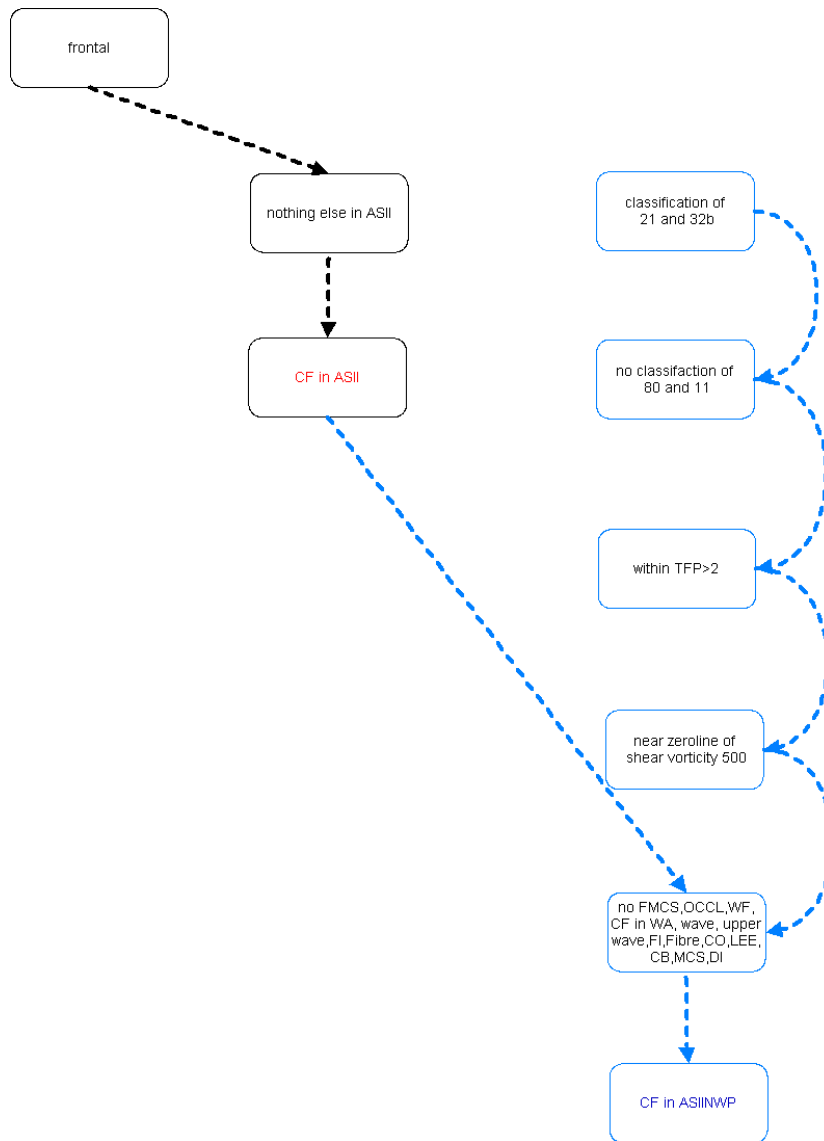 frontal
nothing else in ASII
classification of
21 and 32b
CF in ASII
no classifaction of
80 and 11
within TFP>2
near zeroline of
shear vorticity 500
no FMCS,OCCL,WF,
CF in WA, wave, upper
wave,FI,Fibre,CO,LEE,
CB,MCS,DI
CF in ASIINWP